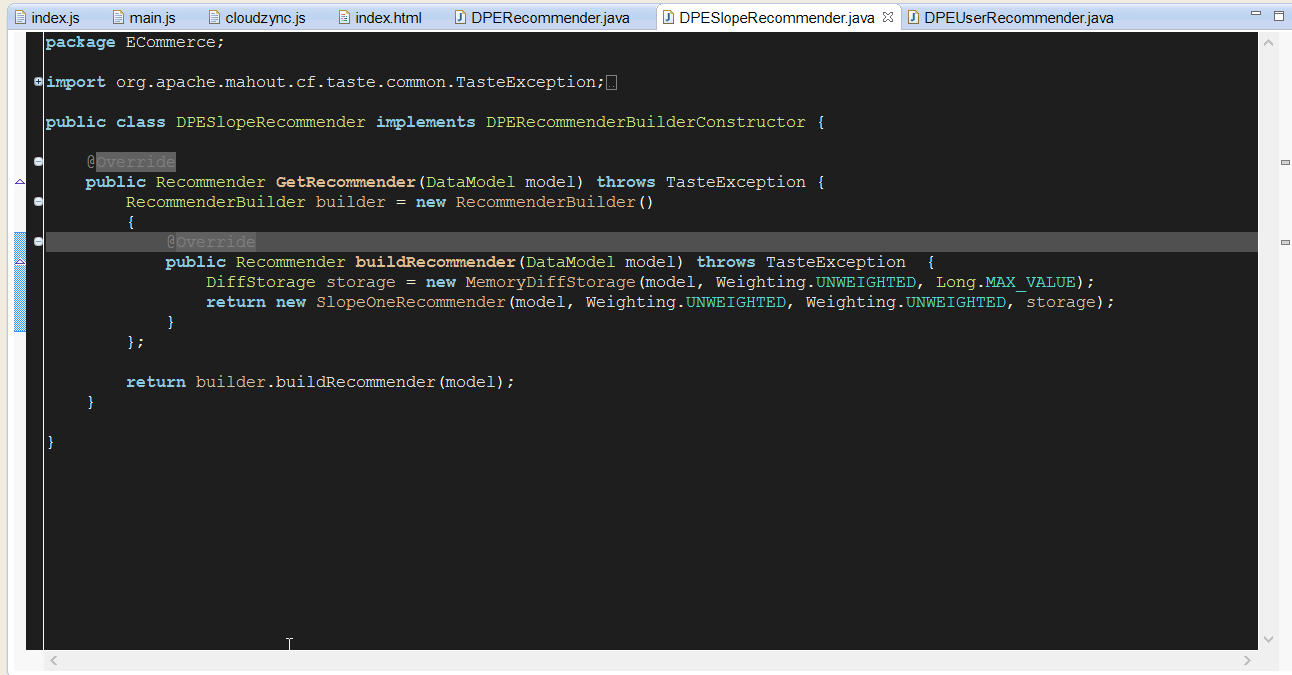 index.js main.js cloudzync.js index.html DPERecommender.java DPESlopeRecommender.java DPEUserRecommender.java
package ECommerce;
import org.apache.mahout.cf.taste.common.TasteException;
public class DPESlopeRecommender implements DPERecommenderBuilderConstructor {
@Override
public Recommender GetRecommender(DataModel model) throws TasteException {
RecommenderBuilder builder = new RecommenderBuilder()
{
@Override
public Recommender buildRecommender(DataModel model) throws TasteException  {
DiffStorage storage = new MemoryDiffStorage(model, Weighting.UNWEIGHTED, Long.MAX_VALUE);
return new SlopeOneRecommender(model, Weighting.UNWEIGHTED, Weighting.UNWEIGHTED, storage);
}
};
return builder.buildRecommender(model);
}
}